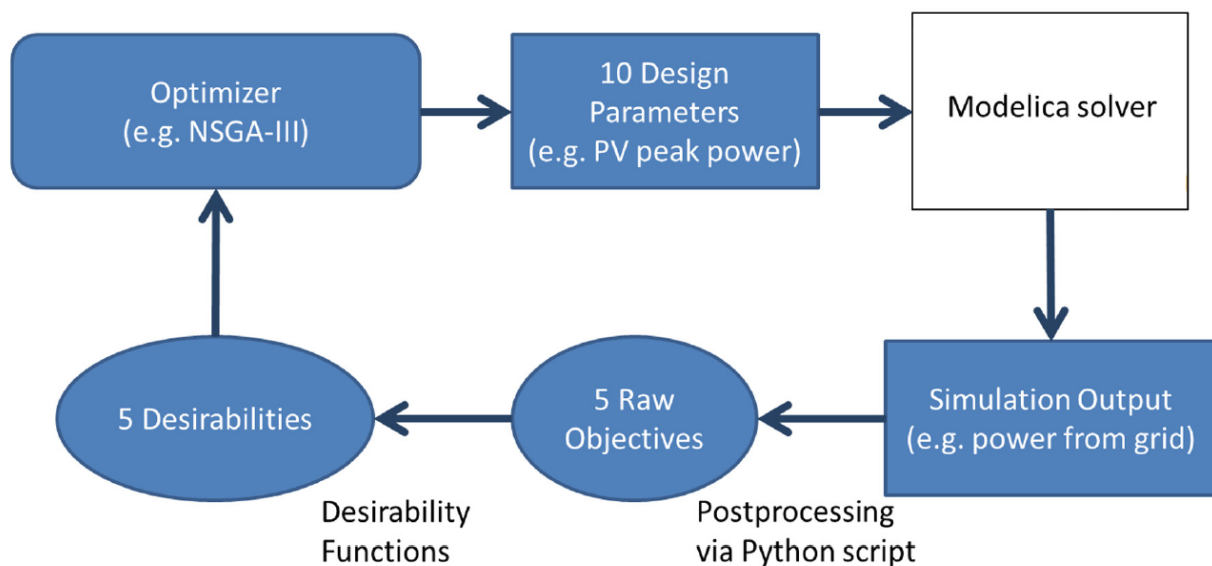 Optimizer
(e.g. NSGA-III)
10 Design
Parameters
(e.g. PV peak power)
Modelica solver
5 Desirabilities
5 Raw
Objectives
Simulation Output
(e.g. power from grid)
Desirability
Functions
Postprocessing
via Python script